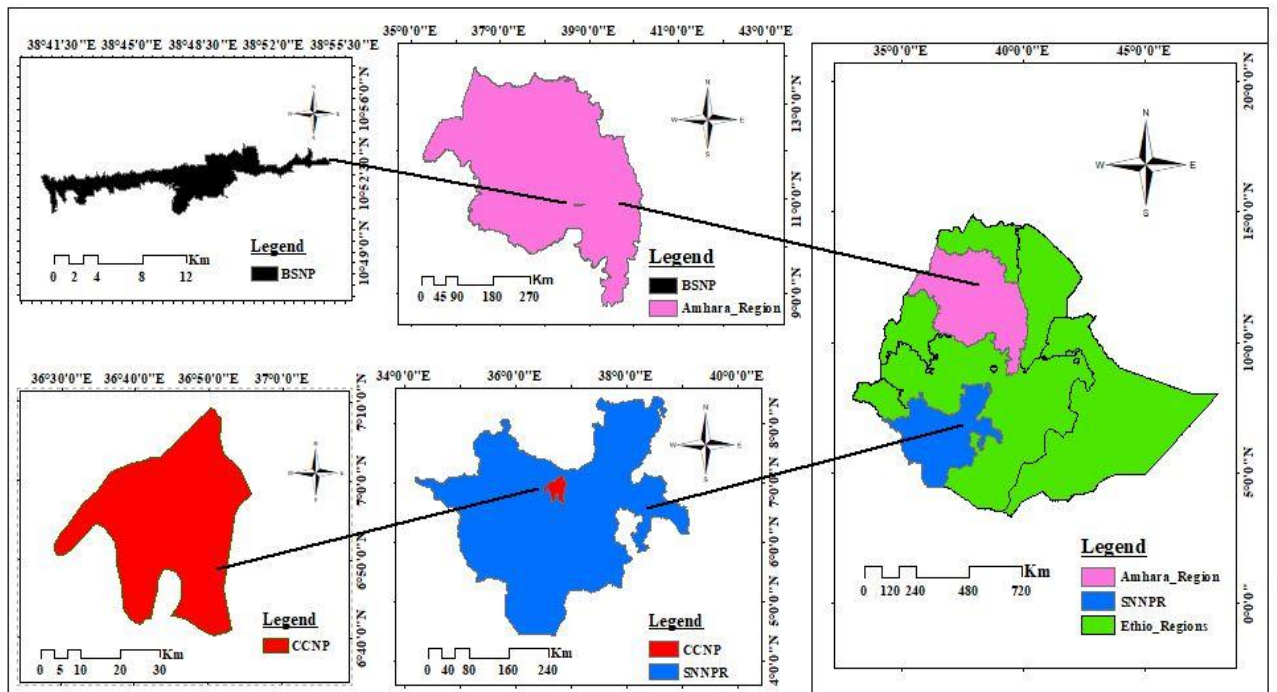 38°41'30"E 38°45'0"E 38°48'30"E 38°52'0"E 38°55'30"E
10°56'0"N
10°52'30"N
10°49'0"N
N
W E
S
Legend
BSNP
Km
0 2 4 8 12
35°0'0"E 37°0'0"E 39°0'0"E 41°0'0"E 43°0'0"E
13°0'0"N
11°0'0"N
9°0'0"N
N
W E
S
Legend
BSNP
Amhara_Region
Km
0 45 90 180 270
35°0'0"E 40°0'0"E 45°0'0"E
20°0'0"N
15°0'0"N
10°0'0"N
5°0'0"N
0°0'0"
N
W E
S
Legend
Amhara_Region
SNNPR
Ethio_Regions
Km
0 120 240 480 720
36°30'0"E 36°40'0"E 36°50'0"E 37°0'0"E
7°10'0"N
7°0'0"N
6°50'0"N
6°40'0"N
N
W E
S
Legend
CCNP
Km
0 5 10 20 30
34°0'0"E 36°0'0"E 38°0'0"E 40°0'0"E
8°0'0"N
7°0'0"N
6°0'0"N
5°0'0"N
4°0'0"N
N
W E
S
Legend
CCNP
SNNPR
Km
0 40 80 160 240